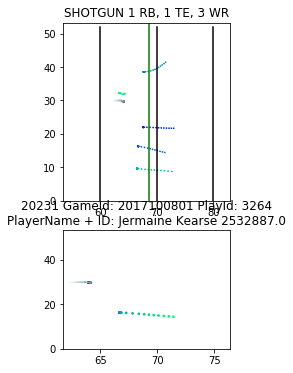 SHOTGUN 1 RB, 1 TE, 3 WR
50
40
30
20
10
0
60 70 80
20231 GameId: 2017100801 PlayId: 3264
PlayerName + ID: Jermaine Kearse 2532887.0
40
20
0
65 70 75